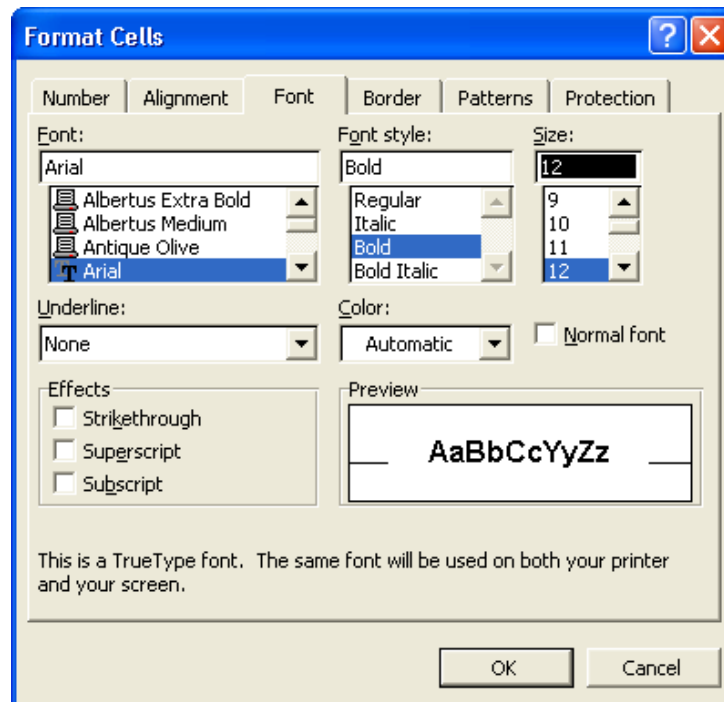 Format Cells
Number Alignment Font Border Patterns Protection
Font: Font style: Size:
Arial Bold 12
Albertus Extra Bold Regular 9
Albertus Medium Italic 10
Antique Olive Bold 11
Arial Bold Italic 12
Underline: Color:
None Automatic Normal font
Effects Preview
Strikethrough
Superscript AaBbCcYyZz
Subscript
This is a TrueType font. The same font will be used on both your printer
and your screen.
OK Cancel